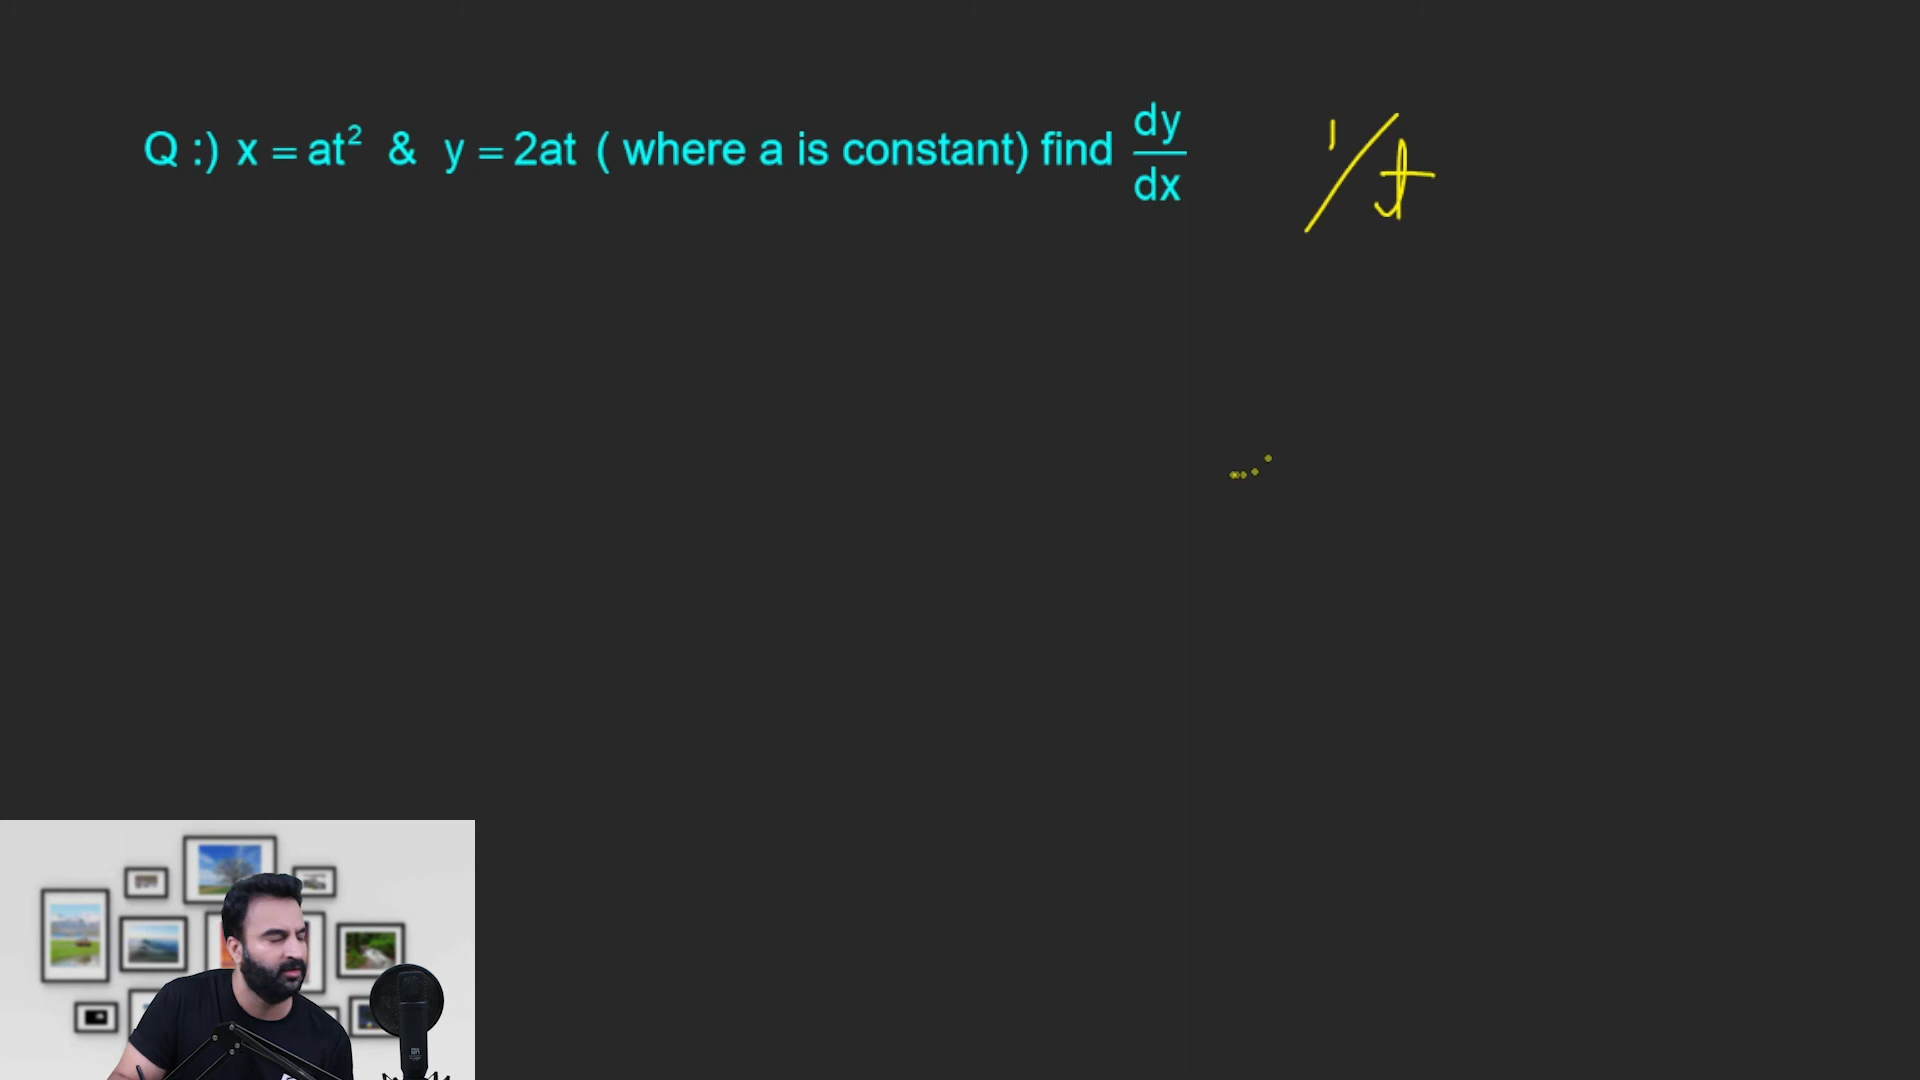 Q :) x = at² & y = 2at ( where a is constant) find dy/dx 1/t